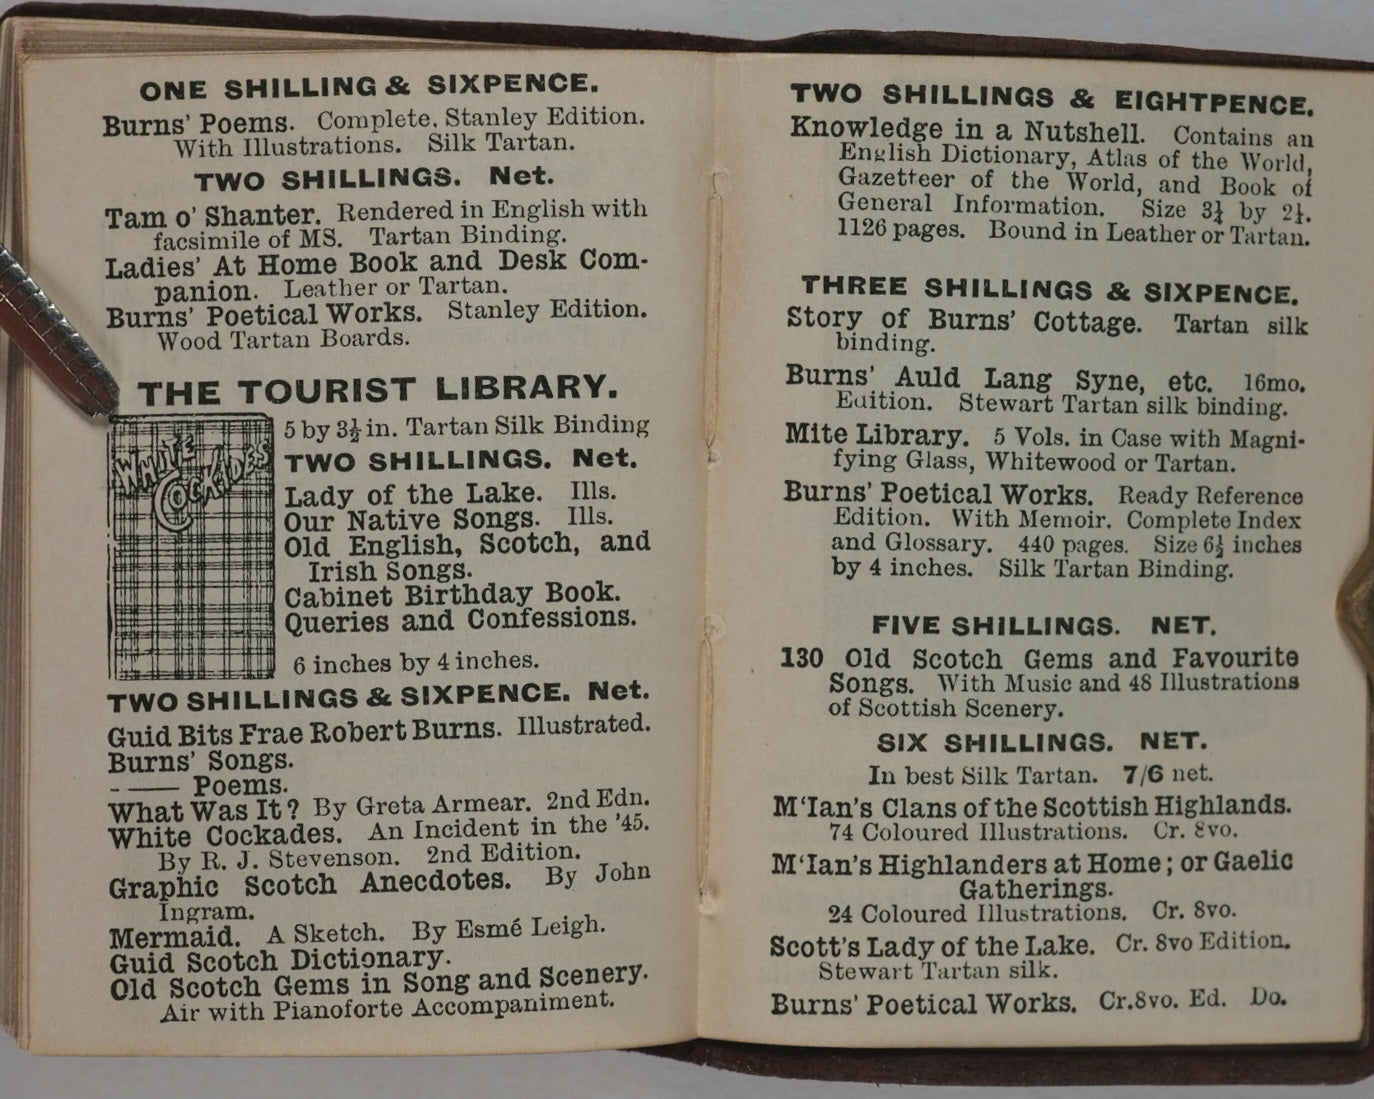 ONE SHILLING & SIXPENCE.
Burns' Poems. Complete, Stanley Edition.
With Illustrations. Silk Tartan.
TWO SHILLINGS. Net.
Tam o' Shanter. Rendered in English with
facsimile of MS. Tartan Binding.
Ladies' At Home Book and Desk Com-
panion. Leather or Tartan.
Burns' Poetical Works. Stanley Edition.
Wood Tartan Boards.
THE TOURIST LIBRARY.
WHITE
COCKADES
5 by 3½ in. Tartan Silk Binding
TWO SHILLINGS. Net.
Lady of the Lake. Ills.
Our Native Songs. Ills.
Old English, Scotch, and
Irish Songs.
Cabinet Birthday Book.
Queries and Confessions.
6 inches by 4 inches.
TWO SHILLINGS & SIXPENCE. Net.
Guid Bits Frae Robert Burns. Illustrated.
Burns' Songs.
- —— Poems.
What Was It? By Greta Armear. 2nd Edn.
White Cockades. An Incident in the '45.
By R. J. Stevenson. 2nd Edition.
Graphic Scotch Anecdotes. By John
Ingram.
Mermaid. A Sketch. By Esmé Leigh.
Guid Scotch Dictionary.
Old Scotch Gems in Song and Scenery.
Air with Pianoforte Accompaniment.
TWO SHILLINGS & EIGHTPENCE.
Knowledge in a Nutshell. Contains an
English Dictionary, Atlas of the World,
Gazetteer of the World, and Book of
General Information. Size 3¼ by 2¼.
1126 pages. Bound in Leather or Tartan.
THREE SHILLINGS & SIXPENCE.
Story of Burns' Cottage. Tartan silk
binding.
Burns' Auld Lang Syne, etc. 16mo.
Edition. Stewart Tartan silk binding.
Mite Library. 5 Vols. in Case with Magni-
fying Glass, Whitewood or Tartan.
Burns' Poetical Works. Ready Reference
Edition. With Memoir. Complete Index
and Glossary. 440 pages. Size 6½ inches
by 4 inches. Silk Tartan Binding.
FIVE SHILLINGS. NET.
130 Old Scotch Gems and Favourite
Songs. With Music and 48 Illustrations
of Scottish Scenery.
SIX SHILLINGS. NET.
In best Silk Tartan. 7/6 net.
M'Ian's Clans of the Scottish Highlands.
74 Coloured Illustrations. Cr. 8vo.
M'Ian's Highlanders at Home; or Gaelic
Gatherings.
24 Coloured Illustrations. Cr. 8vo.
Scott's Lady of the Lake. Cr. 8vo Edition.
Stewart Tartan silk.
Burns' Poetical Works. Cr.8vo. Ed. Do.